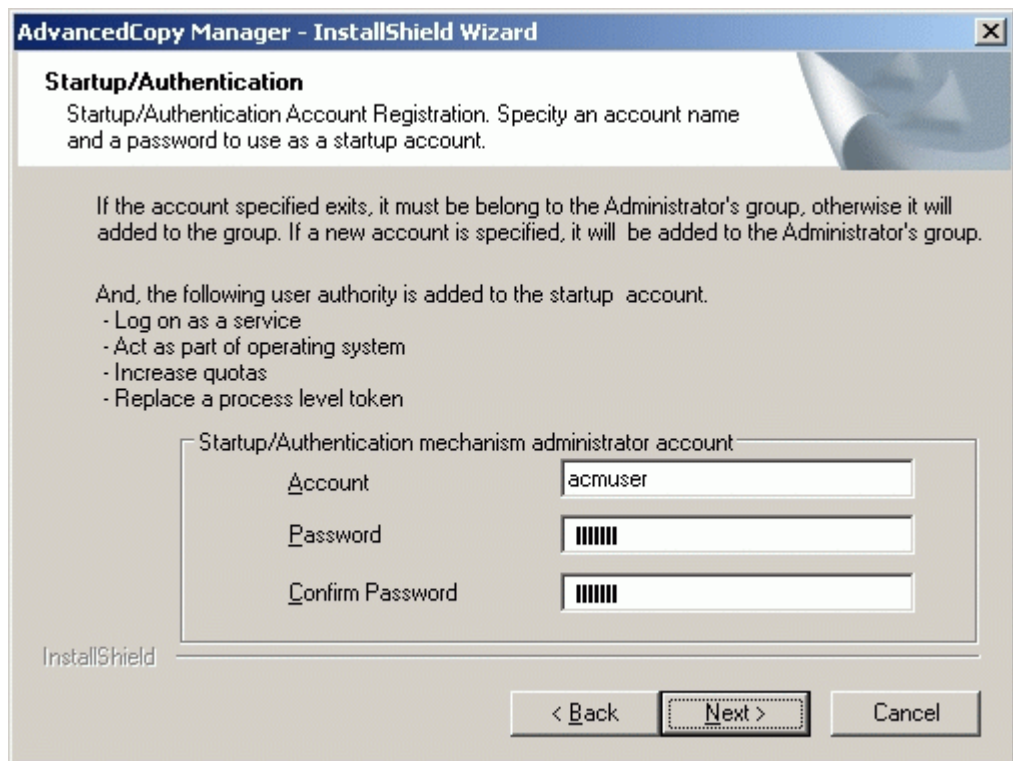 AdvancedCopy Manager - InstallShield Wizard
Startup/Authentication
Startup/Authentication Account Registration. Specify an account name
and a password to use as a startup account.
If the account specified exits, it must be belong to the Administrator's group, otherwise it will
added to the group. If a new account is specified, it will be added to the Administrator's group.
And, the following user authority is added to the startup account.
- Log on as a service
- Act as part of operating system
- Increase quotas
- Replace a process level token
Startup/Authentication mechanism administrator account
Account
acmuser
Password
Confirm Password
InstallShield
< Back
Next >
Cancel